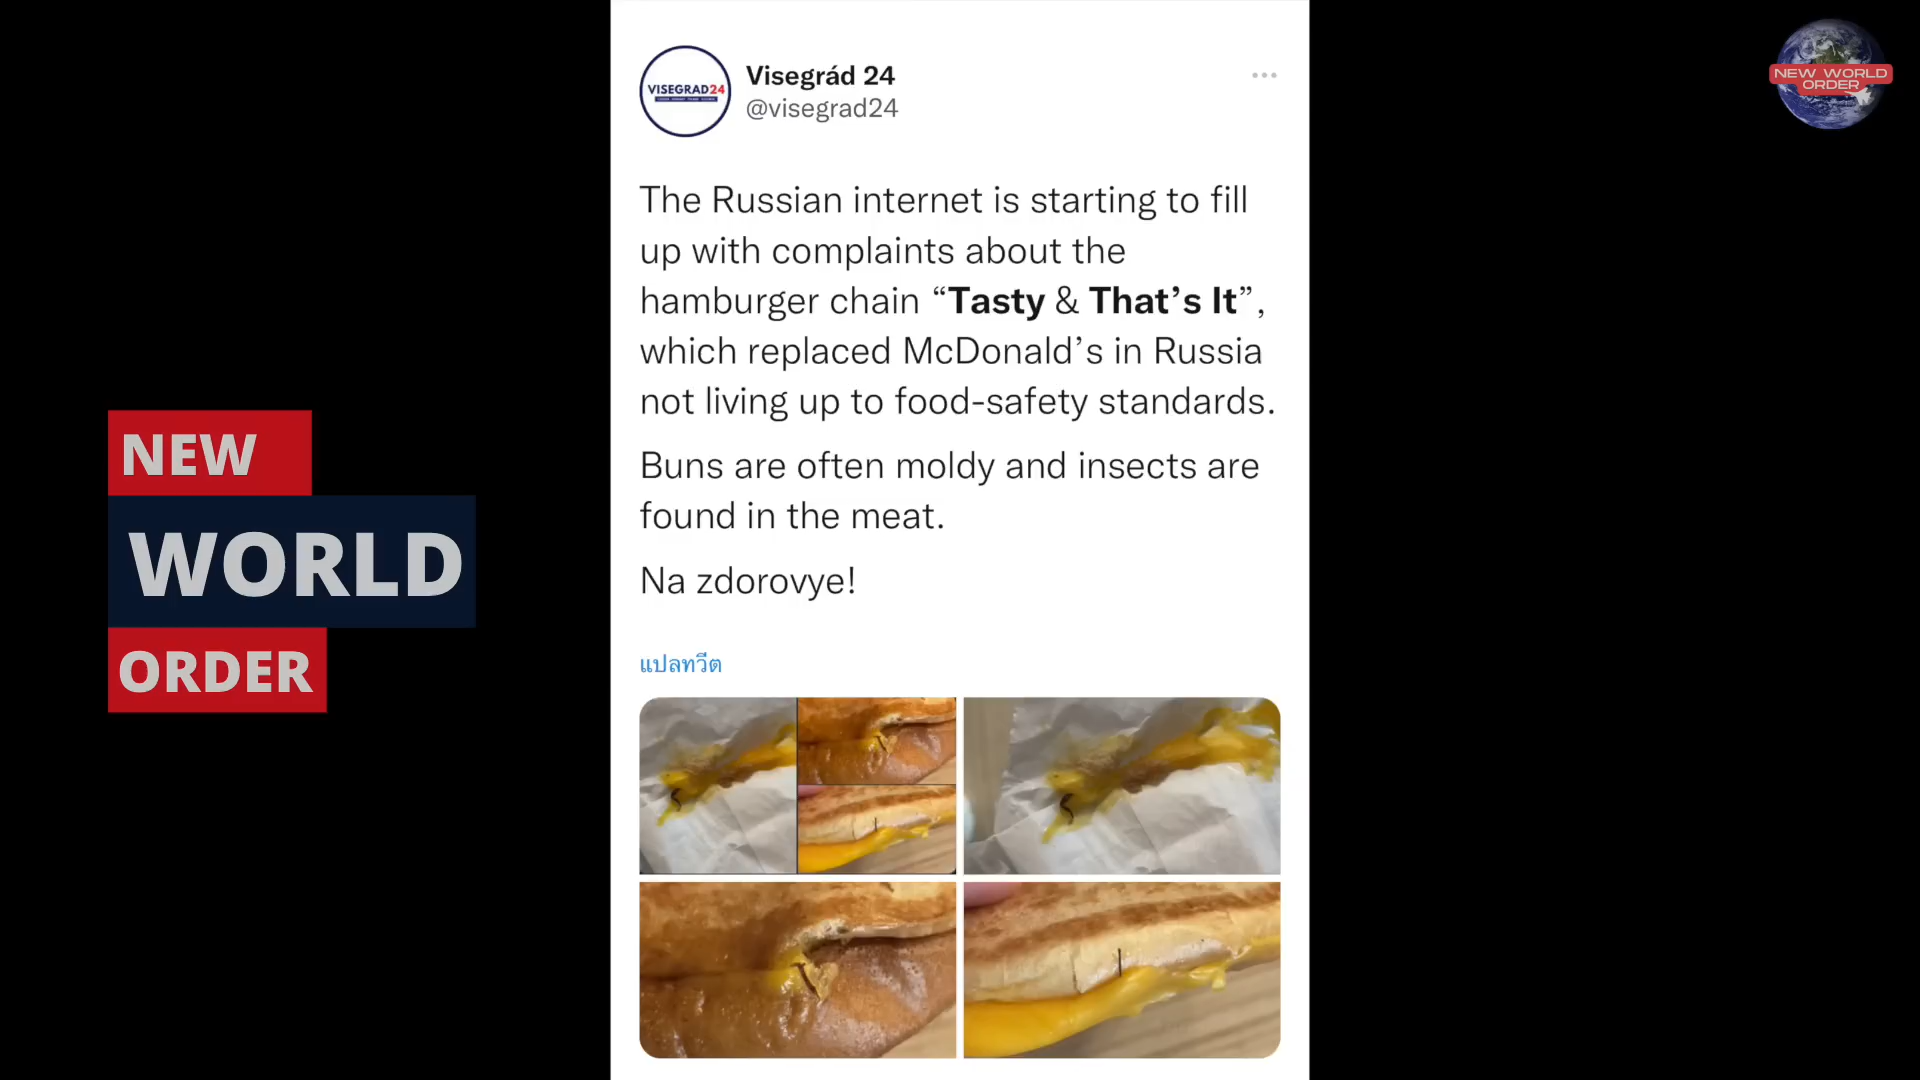 VISEGRAD24
Visegrád 24
@visegrad24
NEW WORLD
ORDER
The Russian internet is starting to fill
up with complaints about the
hamburger chain “Tasty & That’s It”,
which replaced McDonald’s in Russia
not living up to food-safety standards.
Buns are often moldy and insects are
found in the meat.
Na zdorovye!
แปลทวีต
NEW
WORLD
ORDER